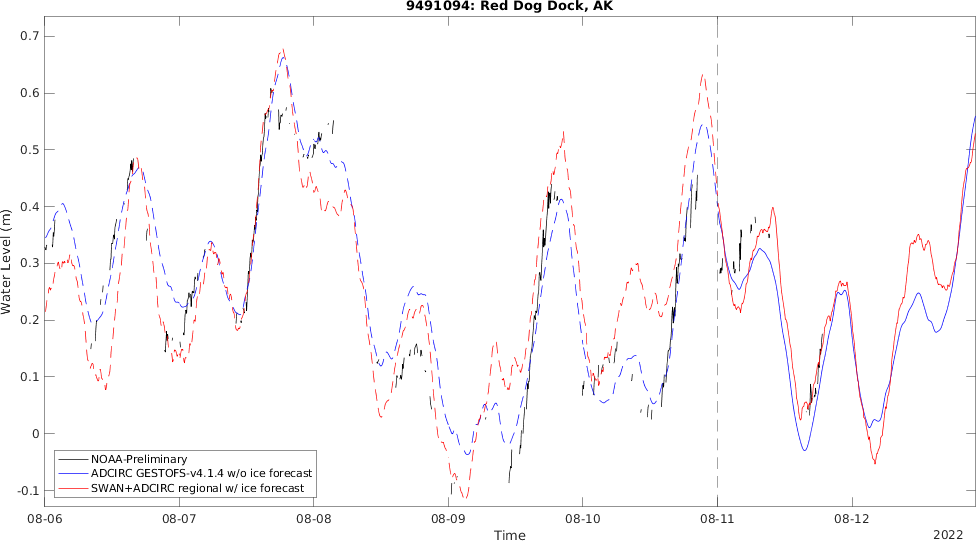 9491094: Red Dog Dock, AK
0.7
0.6
0.5
0.4
0.3
0.2
0.1
0
-0.1
Water Level (m)
NOAA-Preliminary
ADCIRC GESTOFS-v4.1.4 w/o ice forecast
SWAN+ADCIRC regional w/ ice forecast
08-06 08-07 08-08 08-09 08-10 08-11 08-12
Time
2022